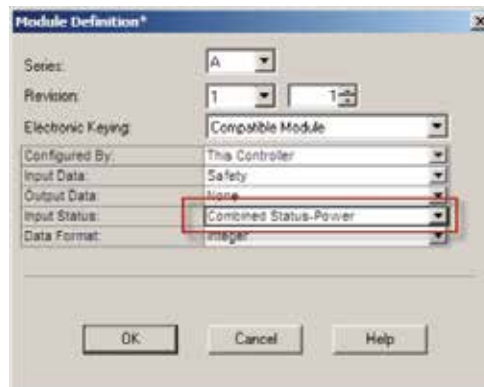 Module Definition*
Series: A
Revision: 1 1
Electronic Keying: Compatible Module
Configured By: This Controller
Input Data: Safety
Output Data: None
Input Status: Combined Status-Power
Data Format: Integer
OK Cancel Help